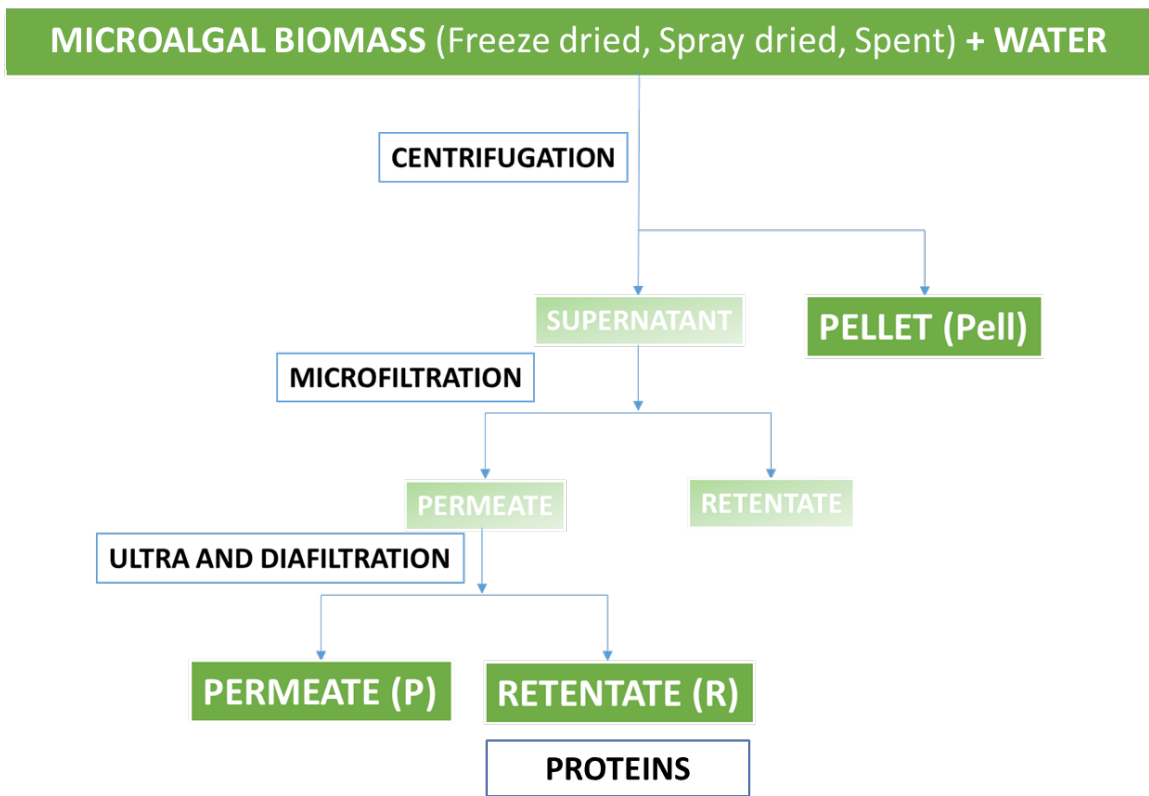 MICROALGAL BIOMASS (Freeze dried, Spray dried, Spent) + WATER
CENTRIFUGATION
SUPERNATANT
PELLET (Pell)
MICROFILTRATION
PERMEATE
RETENTATE
ULTRA AND DIAFILTRATION
PERMEATE (P)
RETENTATE (R)
PROTEINS